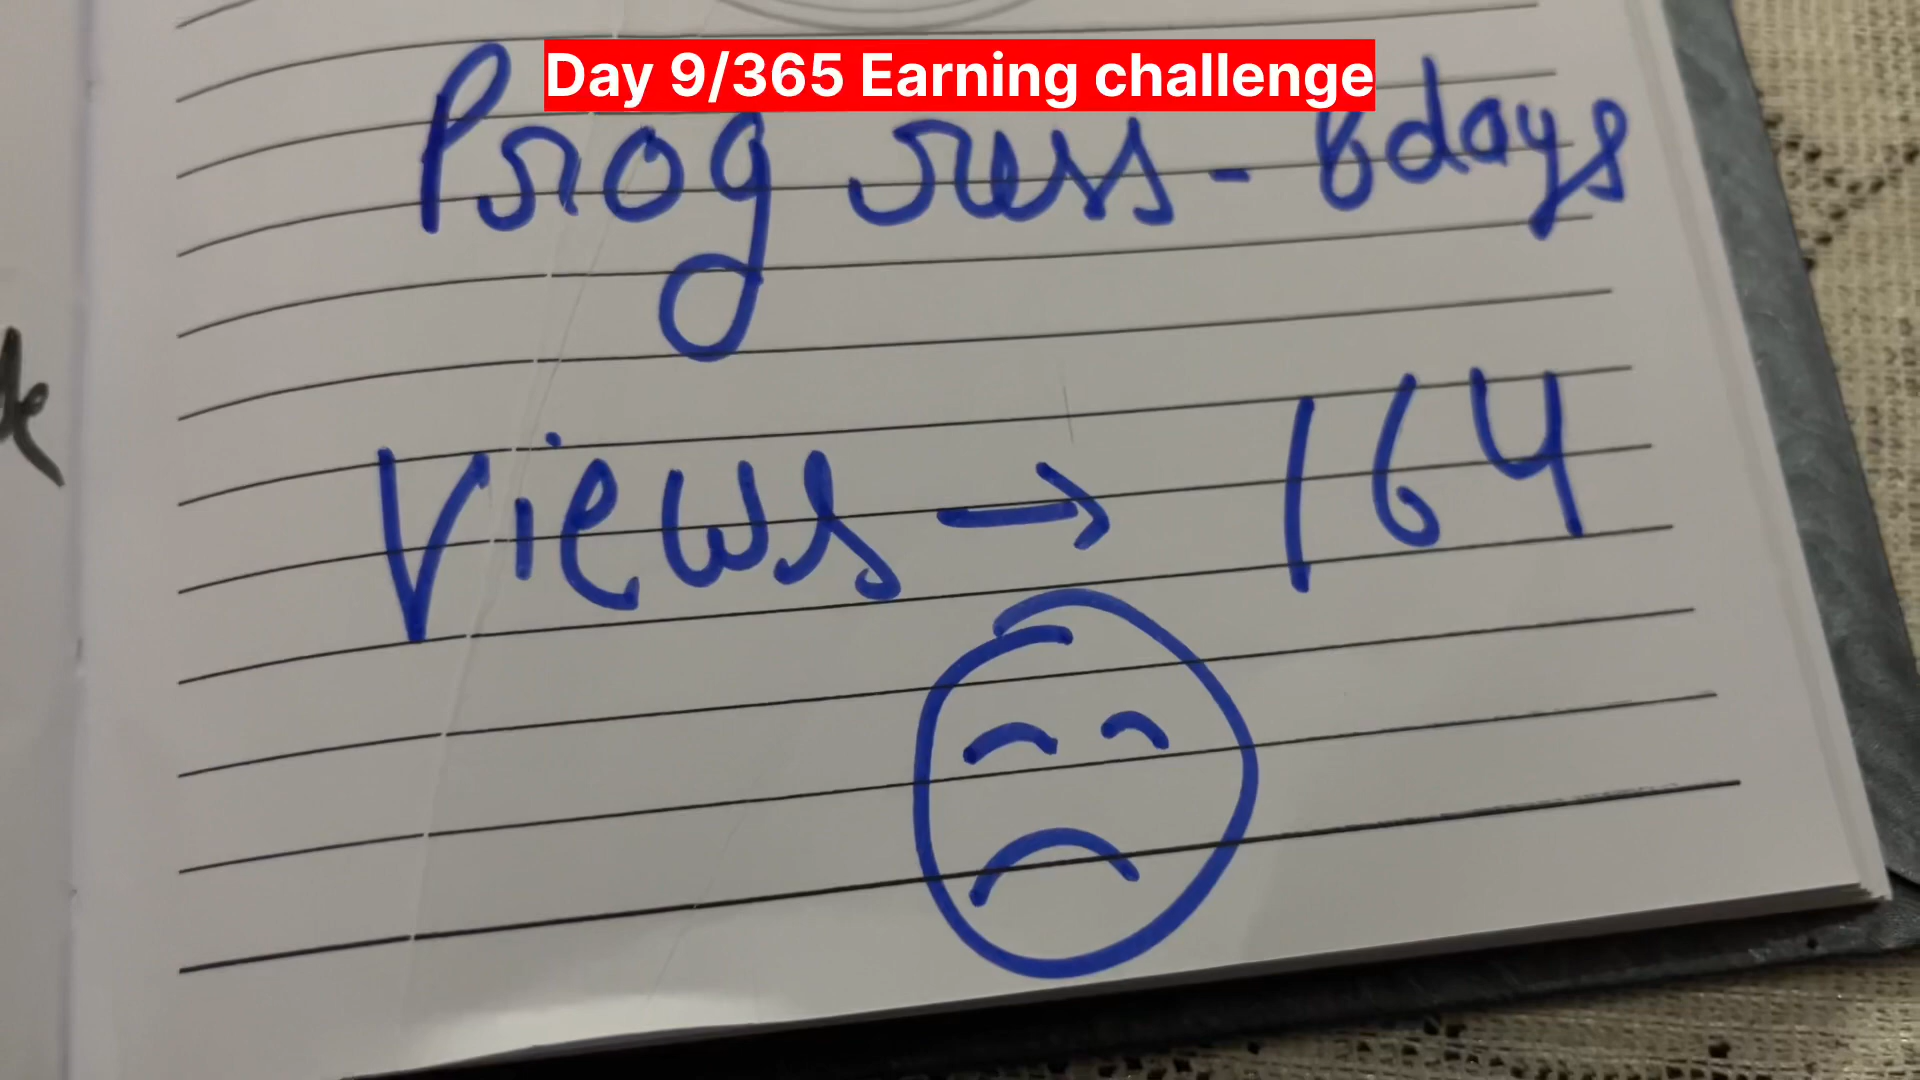 Day 9/365 Earning challenge
Progress - 8days
Views → 164